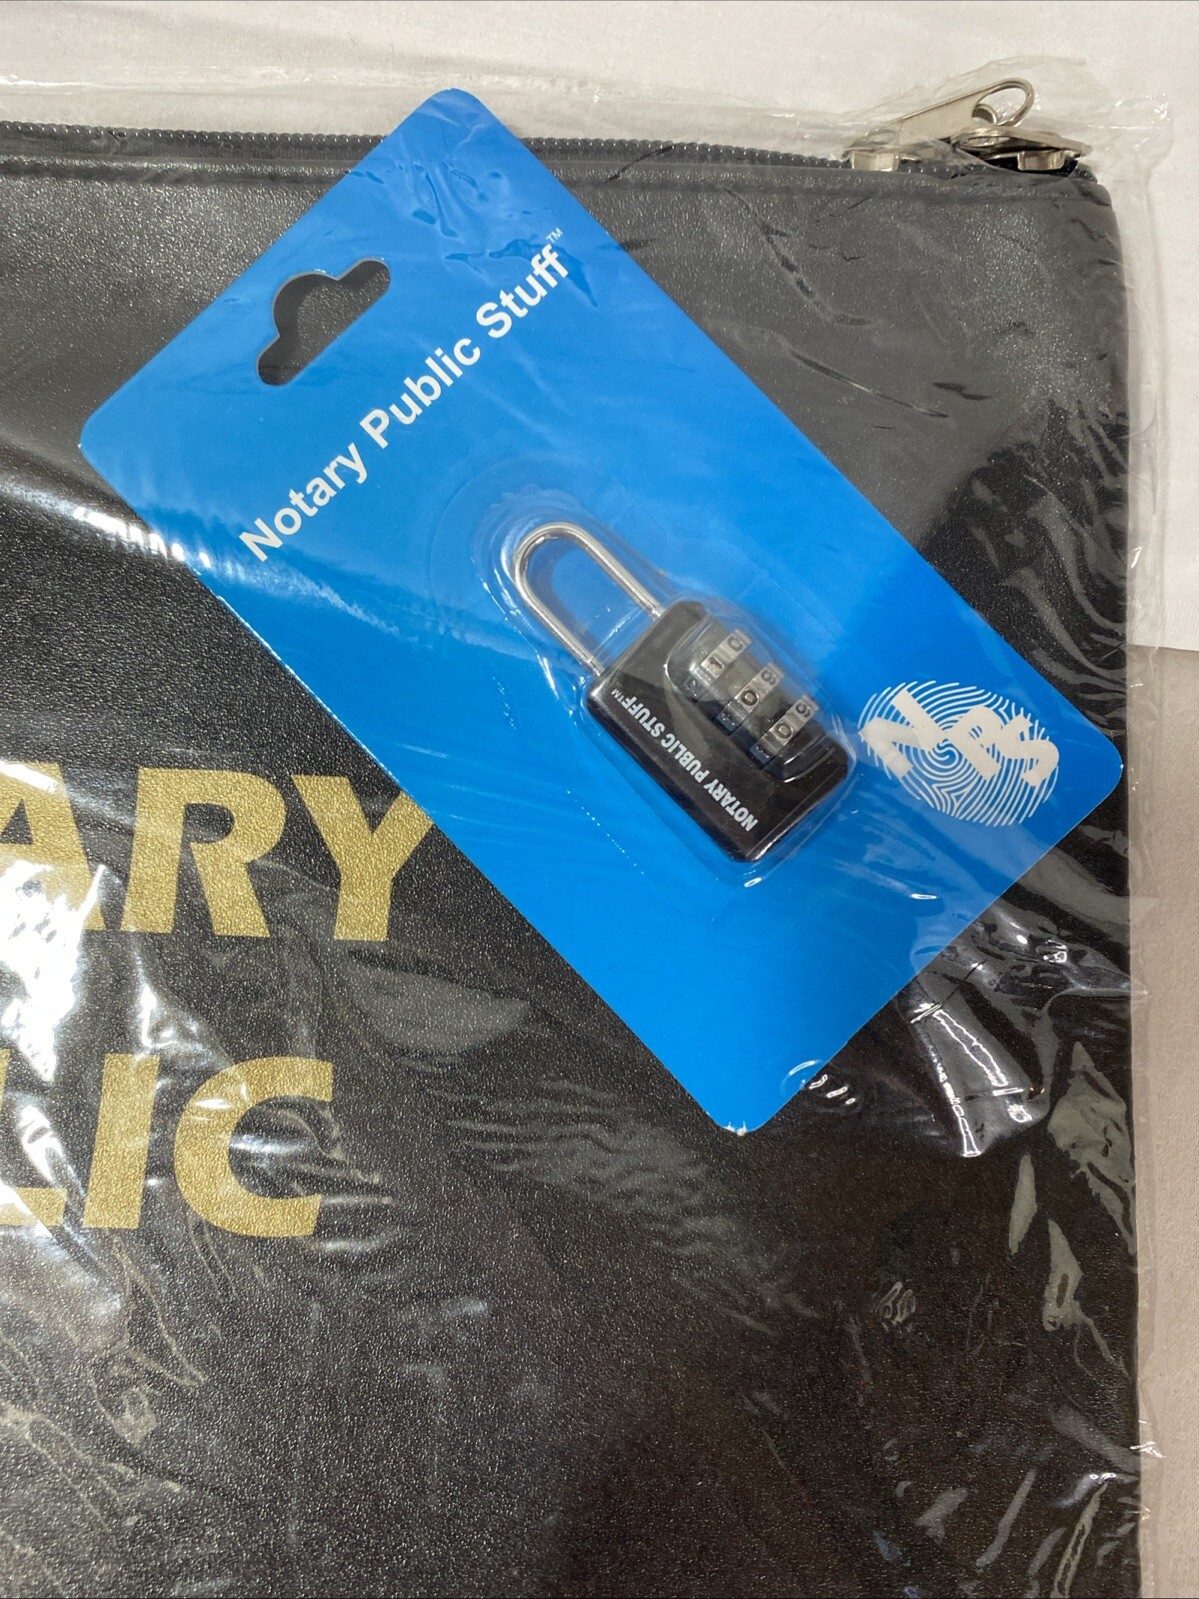 Notary Public Stuff™
NOTARY PUBLIC STUFF™
NPS
ARY
LIC